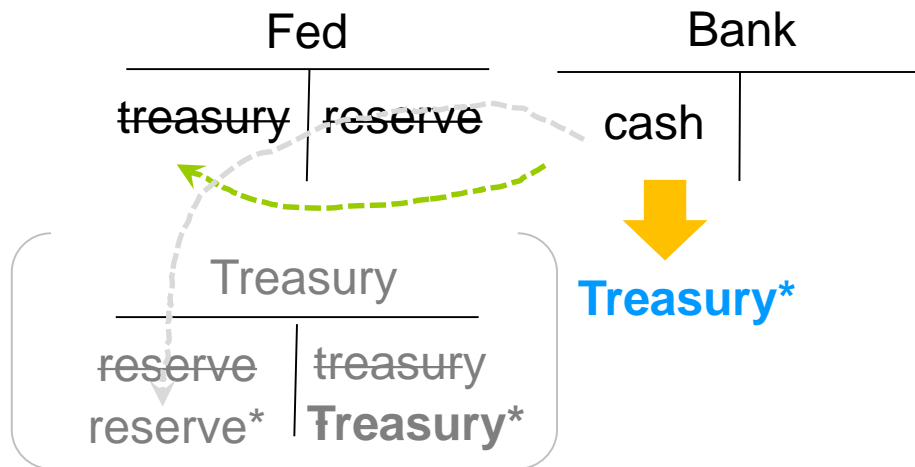 Fed
Bank
treasury reserve
cash
Treasury
Treasury*
reserve treasury
reserve* Treasury*